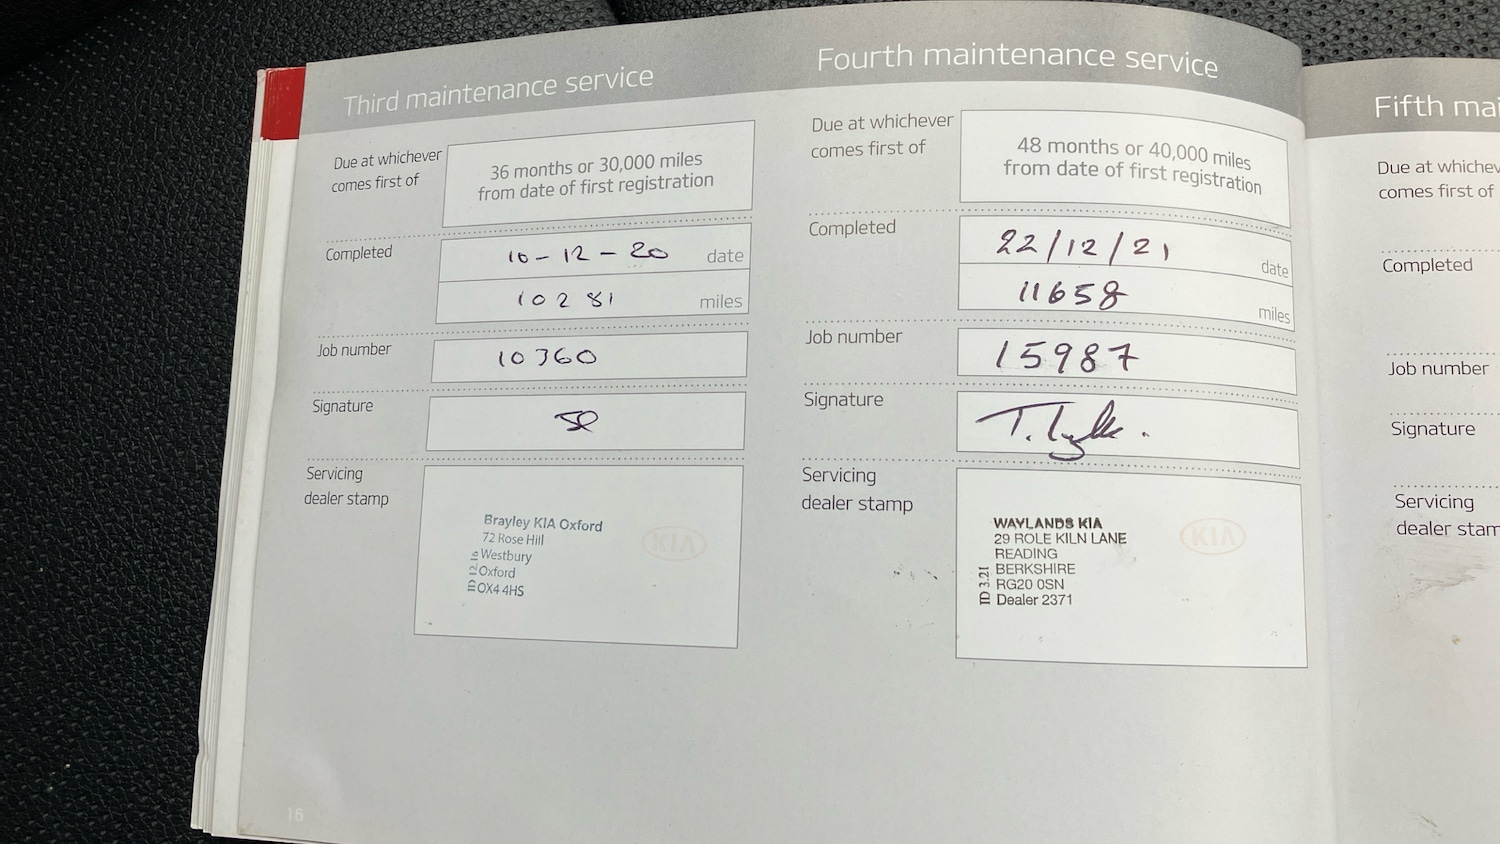 Third maintenance service
Due at whichever
comes first of
36 months or 30,000 miles
from date of first registration
Completed
10-12-20 date
10281 miles
Job number
10360
Signature
Servicing
dealer stamp
Brayley KIA Oxford
72 Rose Hill
Westbury
Oxford
OX4 4HS
KIA
16
Fourth maintenance service
Due at whichever
comes first of
48 months or 40,000 miles
from date of first registration
Completed
22/12/21 date
11658 miles
Job number
15987
Signature
Servicing
dealer stamp
WAYLANDS KIA
29 ROLE KILN LANE
READING
BERKSHIRE
RG20 0SN
Dealer 2371
ID 3.21
KIA
Fifth mai
Due at whichev
comes first of
Completed
Job number
Signature
Servicing
dealer stam